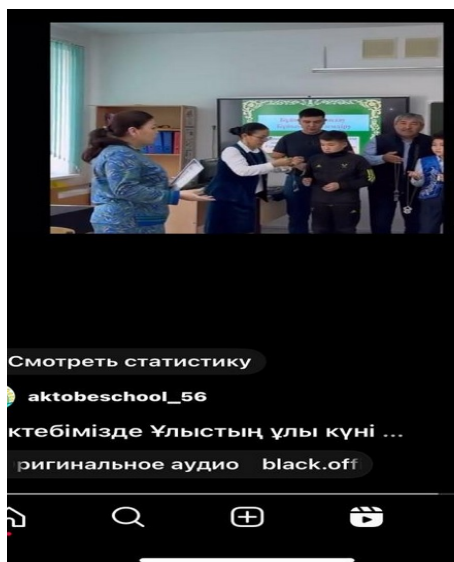 Смотреть статистику
aktobeschool_56
ктебімізде Ұлыстың ұлы күні ...
ригинальное аудио black.off